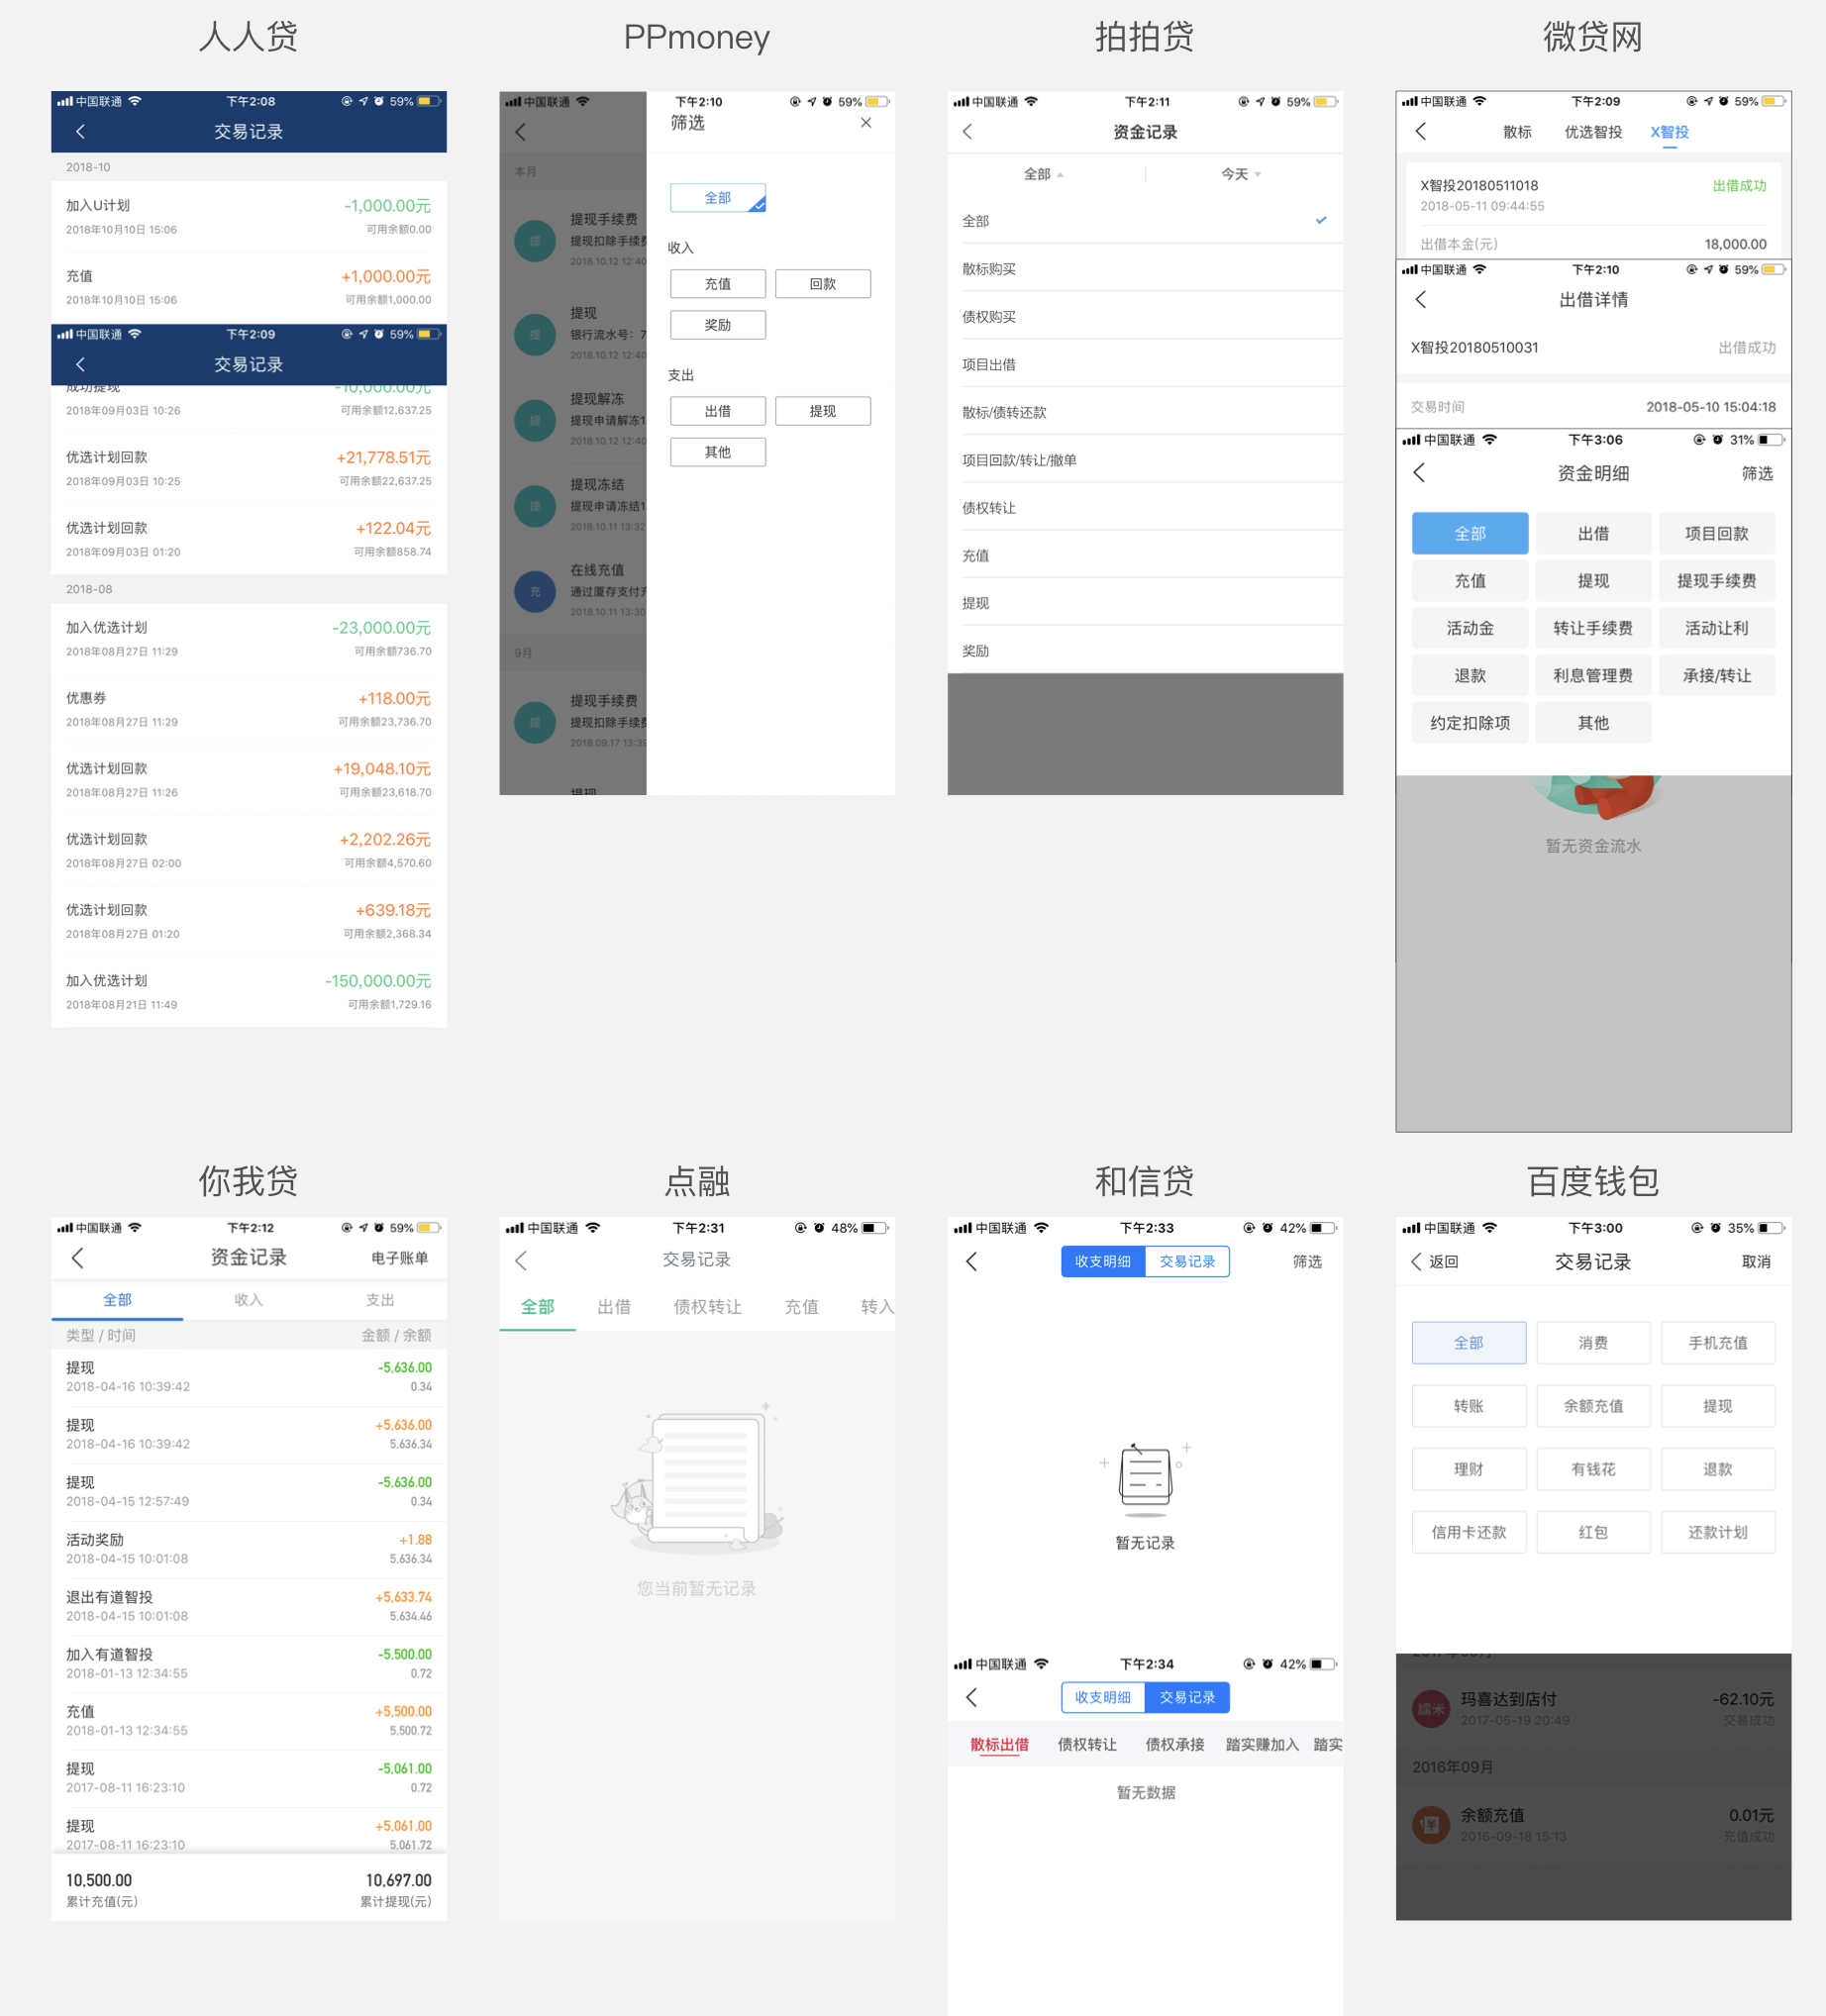 人人贷
中国联通 下午2:08 59%
交易记录
2018-10
加入U计划 -1,000.00元
2018年10月10日 15:06 可用余额0.00
充值 +1,000.00元
2018年10月10日 15:06 可用余额1,000.00
中国联通 下午2:09 59%
交易记录
成功提现 -10,000.00元
2018年09月03日 10:26 可用余额12,637.25
优选计划回款 +21,778.51元
2018年09月03日 10:25 可用余额22,637.25
优选计划回款 +122.04元
2018年09月03日 01:20 可用余额858.74
2018-08
加入优选计划 -23,000.00元
2018年08月27日 11:29 可用余额736.70
优惠券 +118.00元
2018年08月27日 11:29 可用余额23,736.70
优选计划回款 +19,048.10元
2018年08月27日 11:26 可用余额23,618.70
优选计划回款 +2,202.26元
2018年08月27日 02:00 可用余额4,570.60
优选计划回款 +639.18元
2018年08月27日 01:20 可用余额2,368.34
加入优选计划 -150,000.00元
2018年08月21日 11:49 可用余额1,729.16
PPmoney
中国联通 下午2:10 59%
筛选
本月
提 提现手续费
提现扣除手续费
2018.10.12 12:40
提 提现
银行流水号：7
2018.10.12 12:40
提 提现解冻
提现申请解冻1
2018.10.12 12:40
提 提现冻结
提现申请冻结1
2018.10.11 13:32
充 在线充值
通过厦存支付充
2018.10.11 13:30
9月
提 提现手续费
提现扣除手续费
2018.09.17 13:39
提现
全部
收入
充值 回款
奖励
支出
出借 提现
其他
拍拍贷
中国联通 下午2:11 59%
资金记录
全部 今天
全部
散标购买
债权购买
项目出借
散标/债转还款
项目回款/转让/撤单
债权转让
充值
提现
奖励
微贷网
中国联通 下午2:09 59%
散标 优选智投 X智投
X智投20180511018 出借成功
2018-05-11 09:44:55
出借本金(元) 18,000.00
中国联通 下午2:10 59%
出借详情
X智投20180510031 出借成功
交易时间 2018-05-10 15:04:18
中国联通 下午3:06 31%
资金明细 筛选
全部 出借 项目回款
充值 提现 提现手续费
活动金 转让手续费 活动让利
退款 利息管理费 承接/转让
约定扣除项 其他
暂无资金流水
你我贷
中国联通 下午2:12 59%
资金记录 电子账单
全部 收入 支出
类型 / 时间 金额 / 余额
提现 -5,636.00
2018-04-16 10:39:42 0.34
提现 +5,636.00
2018-04-16 10:39:42 5,636.34
提现 -5,636.00
2018-04-15 12:57:49 0.34
活动奖励 +1.88
2018-04-15 10:01:08 5,636.34
退出有道智投 +5,633.74
2018-04-15 10:01:08 5,634.46
加入有道智投 -5,500.00
2018-01-13 12:34:55 0.72
充值 +5,500.00
2018-01-13 12:34:55 5,500.72
提现 -5,061.00
2017-08-11 16:23:10 0.72
提现 +5,061.00
2017-08-11 16:23:10 5,061.72
10,500.00 10,697.00
累计充值(元) 累计提现(元)
点融
中国联通 下午2:31 48%
交易记录
全部 出借 债权转让 充值 转入
您当前暂无记录
和信贷
中国联通 下午2:33 42%
收支明细 交易记录 筛选
暂无记录
中国联通 下午2:34 42%
收支明细 交易记录
散标出借 债权转让 债权承接 踏实赚加入 踏实
暂无数据
百度钱包
中国联通 下午3:00 35%
返回 交易记录 取消
全部 消费 手机充值
转账 余额充值 提现
理财 有钱花 退款
信用卡还款 红包 还款计划
糯米 玛喜达到店付 -62.10元
2017-05-19 20:49 交易成功
2016年09月
余额充值 0.01元
2016-09-18 15:13 充值成功